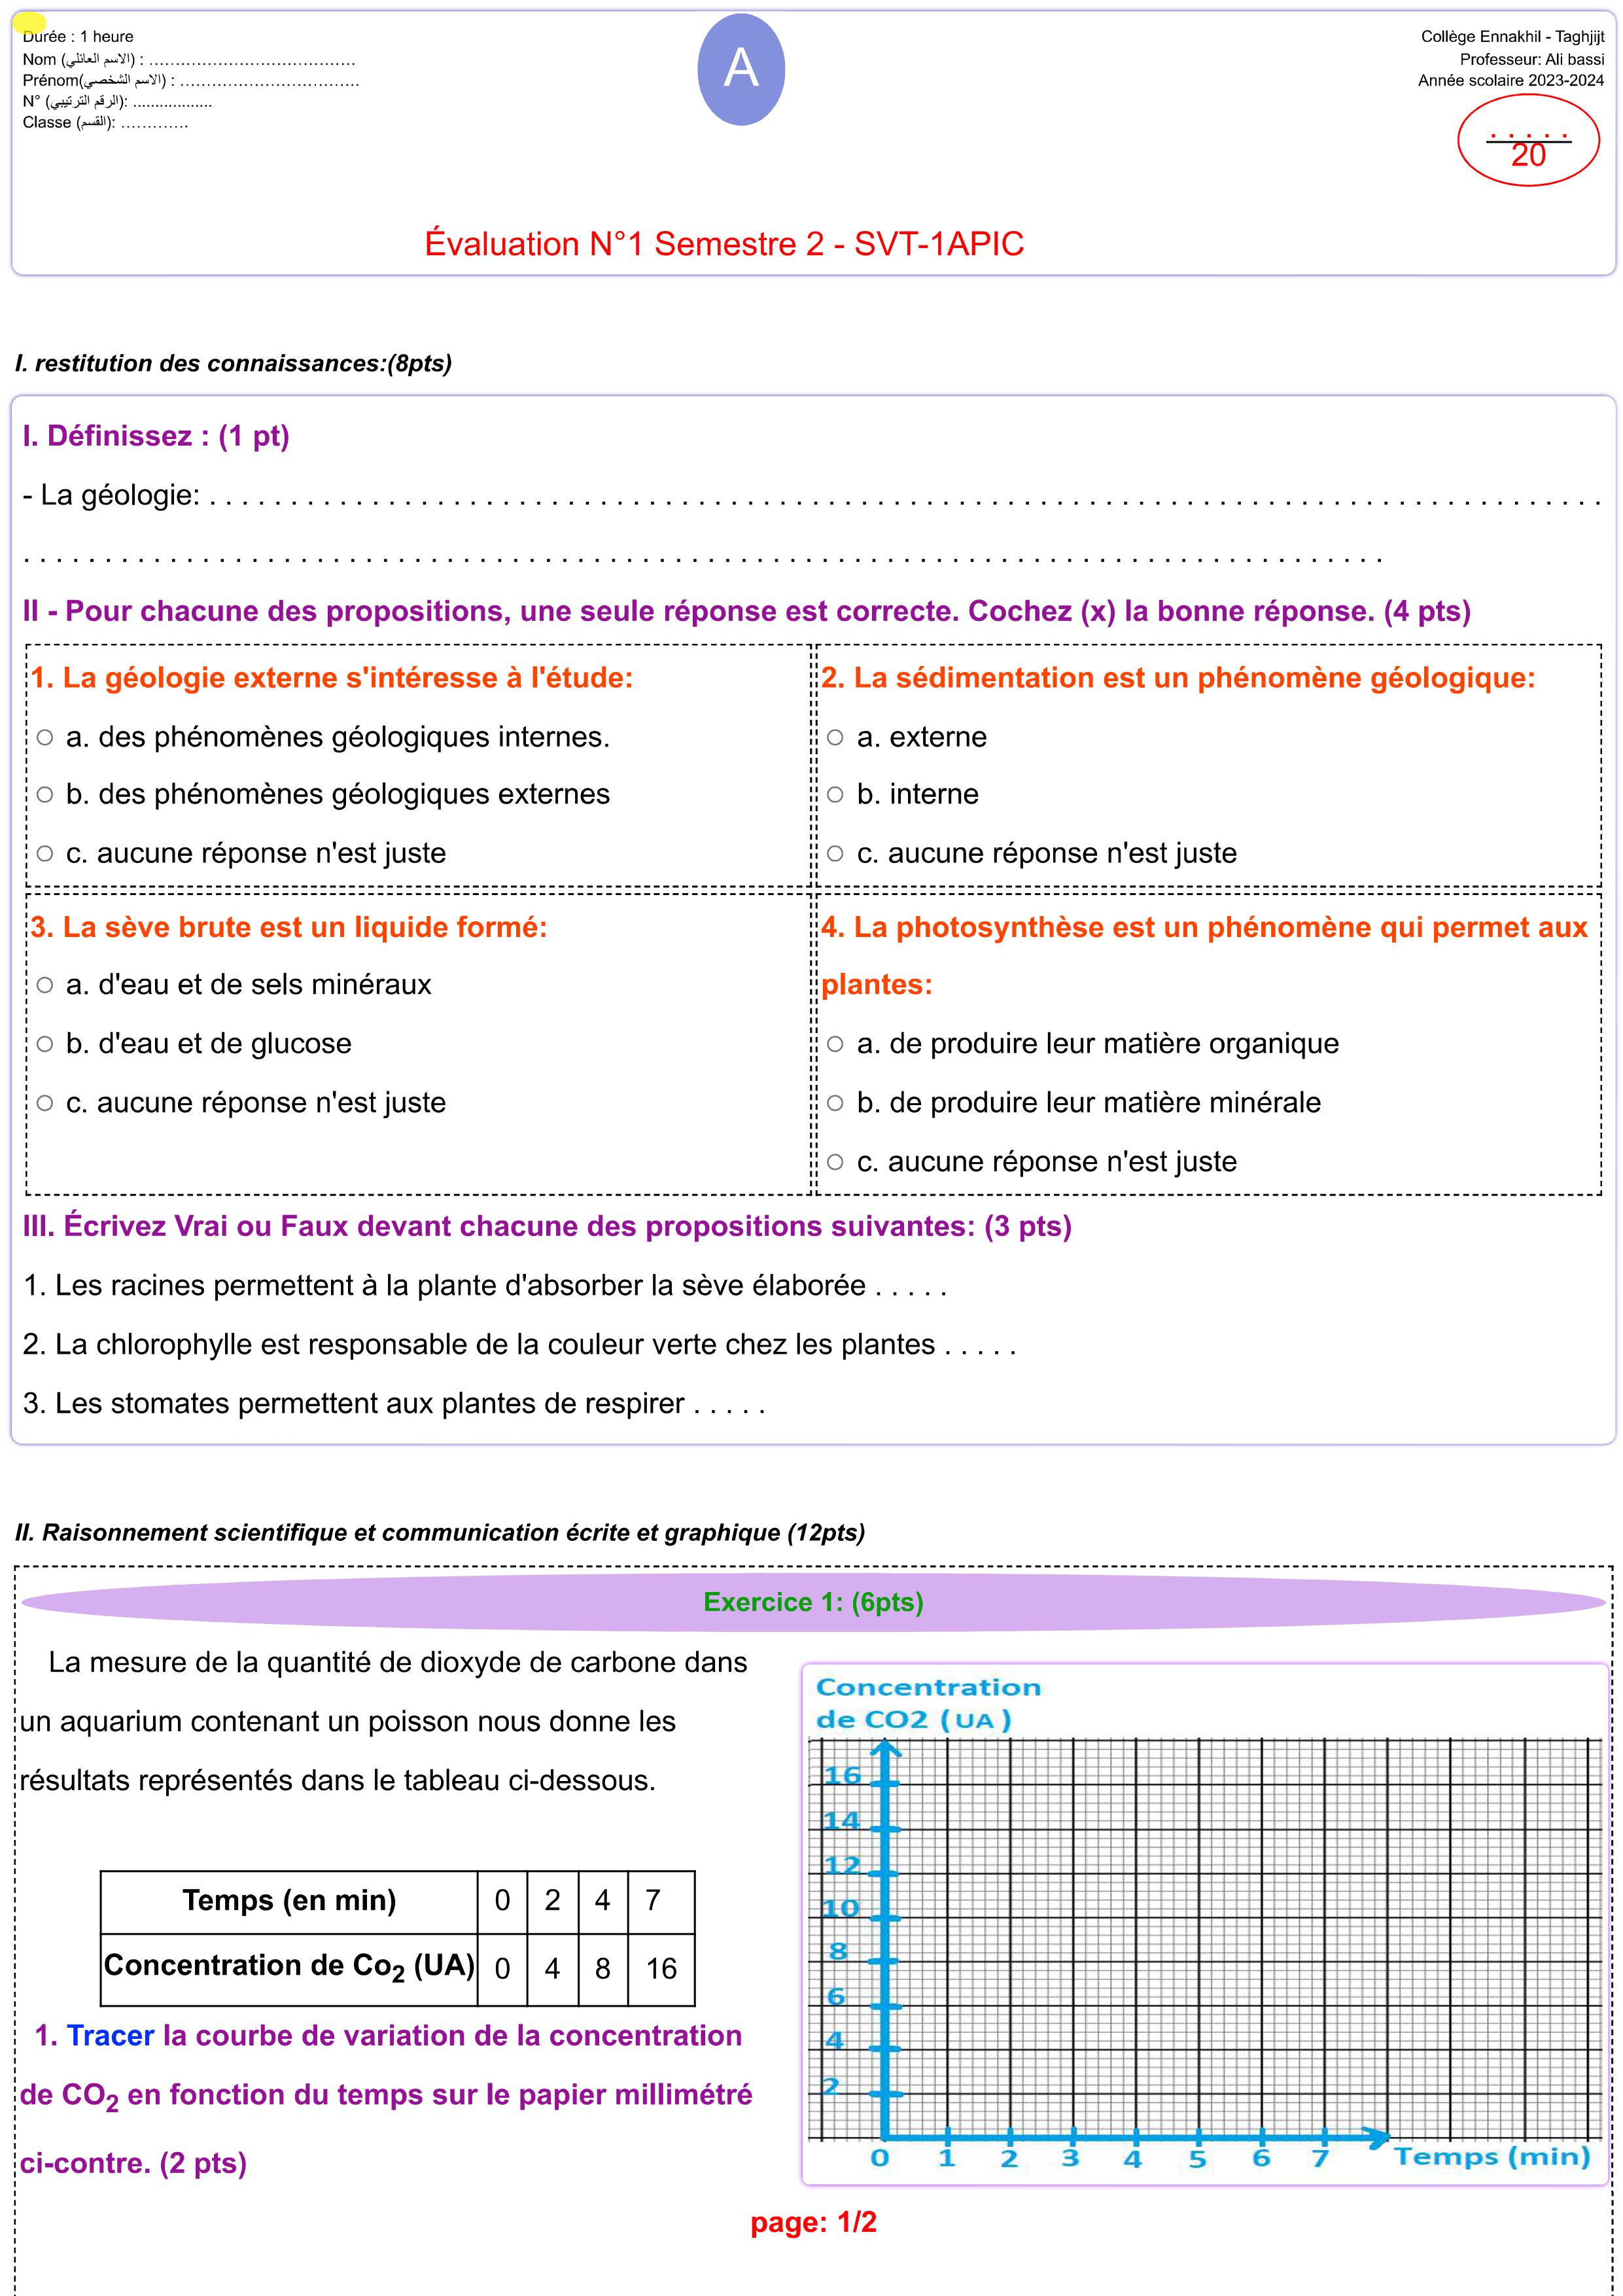 Durée : 1 heure
Nom (الاسم العائلي) : ......................................
Prénom(الاسم الشخصي) : .................................
N° (الرقم الترتيبي): ..................
Classe (القسم): .............
A
Collège Ennakhil - Taghjijt
Professeur: Ali bassi
Année scolaire 2023-2024
. . . . .
20
Évaluation N°1 Semestre 2 - SVT-1APIC
I. restitution des connaissances:(8pts)
I. Définissez : (1 pt)
- La géologie: . . . . . . . . . . . . . . . . . . . . . . . . . . . . . . . . . . . . . . . . . . . . . . . . . . . . . . . . . . . . . . . . . . . . . . . . . . . . . . . . . . . . . .
. . . . . . . . . . . . . . . . . . . . . . . . . . . . . . . . . . . . . . . . . . . . . . . . . . . . . . . . . . . . . . . . . . . . . . . . . . . . . . . . . . . .
II - Pour chacune des propositions, une seule réponse est correcte. Cochez (x) la bonne réponse. (4 pts)
1. La géologie externe s'intéresse à l'étude:
a. des phénomènes géologiques internes.
b. des phénomènes géologiques externes
c. aucune réponse n'est juste
2. La sédimentation est un phénomène géologique:
a. externe
b. interne
c. aucune réponse n'est juste
3. La sève brute est un liquide formé:
a. d'eau et de sels minéraux
b. d'eau et de glucose
c. aucune réponse n'est juste
4. La photosynthèse est un phénomène qui permet aux
plantes:
a. de produire leur matière organique
b. de produire leur matière minérale
c. aucune réponse n'est juste
III. Écrivez Vrai ou Faux devant chacune des propositions suivantes: (3 pts)
1. Les racines permettent à la plante d'absorber la sève élaborée . . . . .
2. La chlorophylle est responsable de la couleur verte chez les plantes . . . . .
3. Les stomates permettent aux plantes de respirer . . . . .
II. Raisonnement scientifique et communication écrite et graphique (12pts)
Exercice 1: (6pts)
La mesure de la quantité de dioxyde de carbone dans
un aquarium contenant un poisson nous donne les
résultats représentés dans le tableau ci-dessous.
Temps (en min) 0 2 4 7
Concentration de Co₂ (UA) 0 4 8 16
1. Tracer la courbe de variation de la concentration
de CO₂ en fonction du temps sur le papier millimétré
ci-contre. (2 pts)
Concentration
de CO2 (UA)
16
14
12
10
8
6
4
2
0 1 2 3 4 5 6 7 Temps (min)
page: 1/2